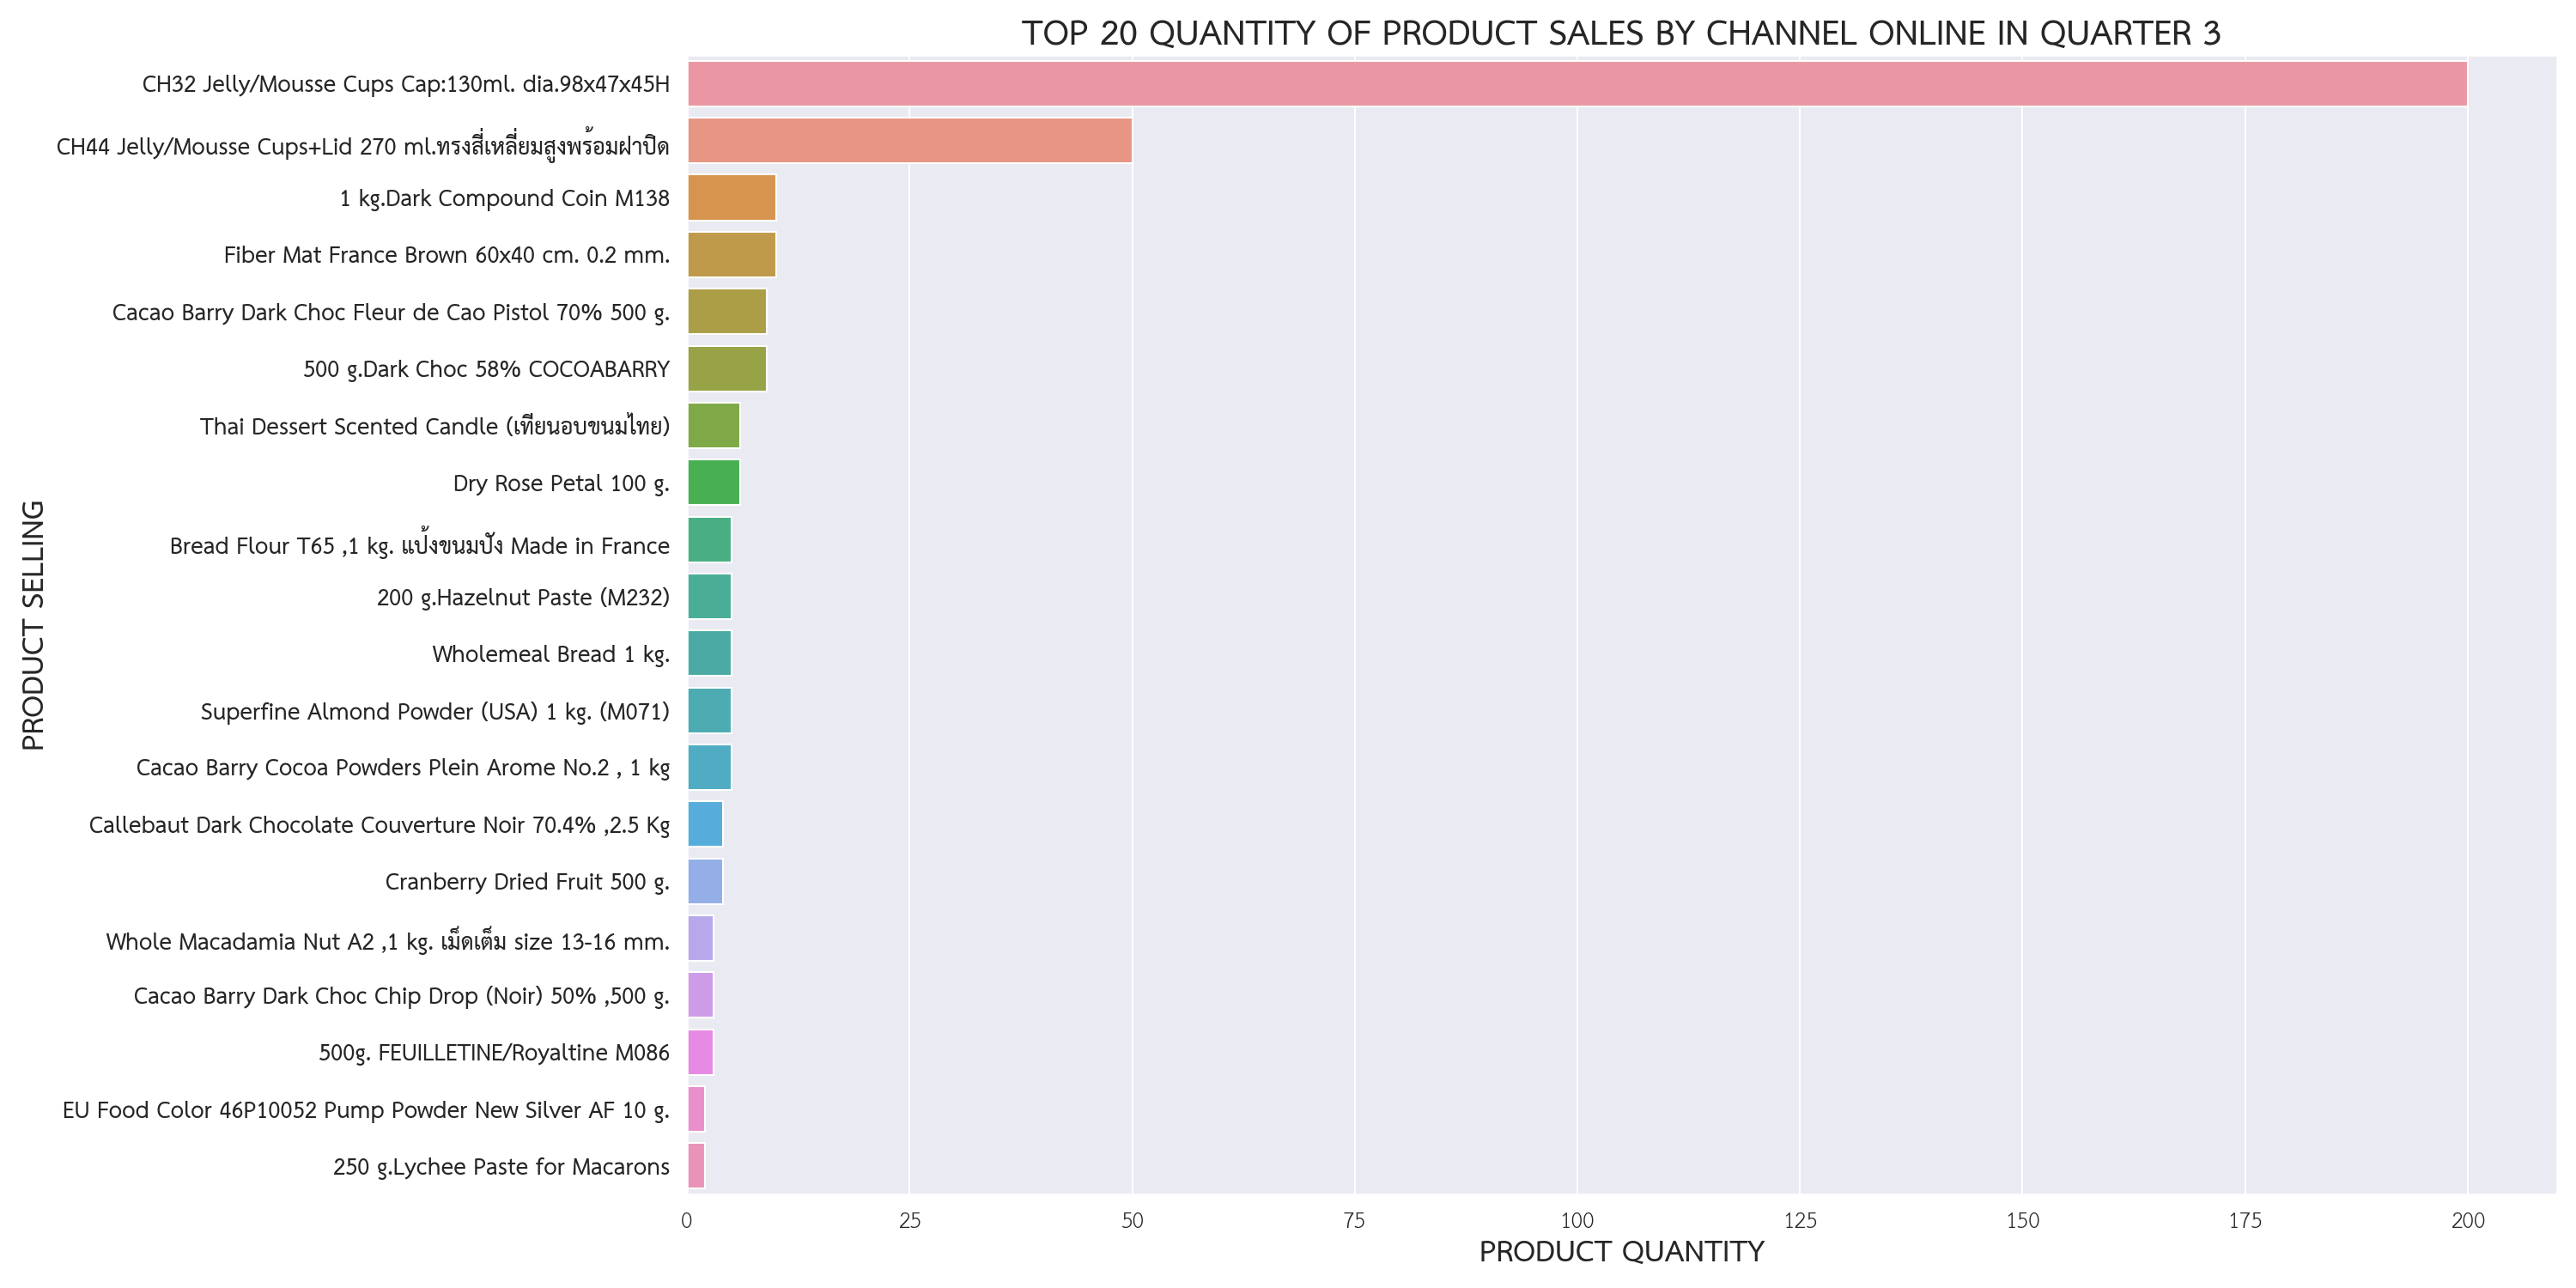 TOP 20 QUANTITY OF PRODUCT SALES BY CHANNEL ONLINE IN QUARTER 3
PRODUCT SELLING
CH32 Jelly/Mousse Cups Cap:130ml. dia.98x47x45H
CH44 Jelly/Mousse Cups+Lid 270 ml.ทรงสี่เหลี่ยมสูงพร้อมฝาปิด
1 kg.Dark Compound Coin M138
Fiber Mat France Brown 60x40 cm. 0.2 mm.
Cacao Barry Dark Choc Fleur de Cao Pistol 70% 500 g.
500 g.Dark Choc 58% COCOABARRY
Thai Dessert Scented Candle (เทียนอบขนมไทย)
Dry Rose Petal 100 g.
Bread Flour T65 ,1 kg. แป้งขนมปัง Made in France
200 g.Hazelnut Paste (M232)
Wholemeal Bread 1 kg.
Superfine Almond Powder (USA) 1 kg. (M071)
Cacao Barry Cocoa Powders Plein Arome No.2 , 1 kg
Callebaut Dark Chocolate Couverture Noir 70.4% ,2.5 Kg
Cranberry Dried Fruit 500 g.
Whole Macadamia Nut A2 ,1 kg. เม็ดเต็ม size 13-16 mm.
Cacao Barry Dark Choc Chip Drop (Noir) 50% ,500 g.
500g. FEUILLETINE/Royaltine M086
EU Food Color 46P10052 Pump Powder New Silver AF 10 g.
250 g.Lychee Paste for Macarons
0 25 50 75 100 125 150 175 200
PRODUCT QUANTITY